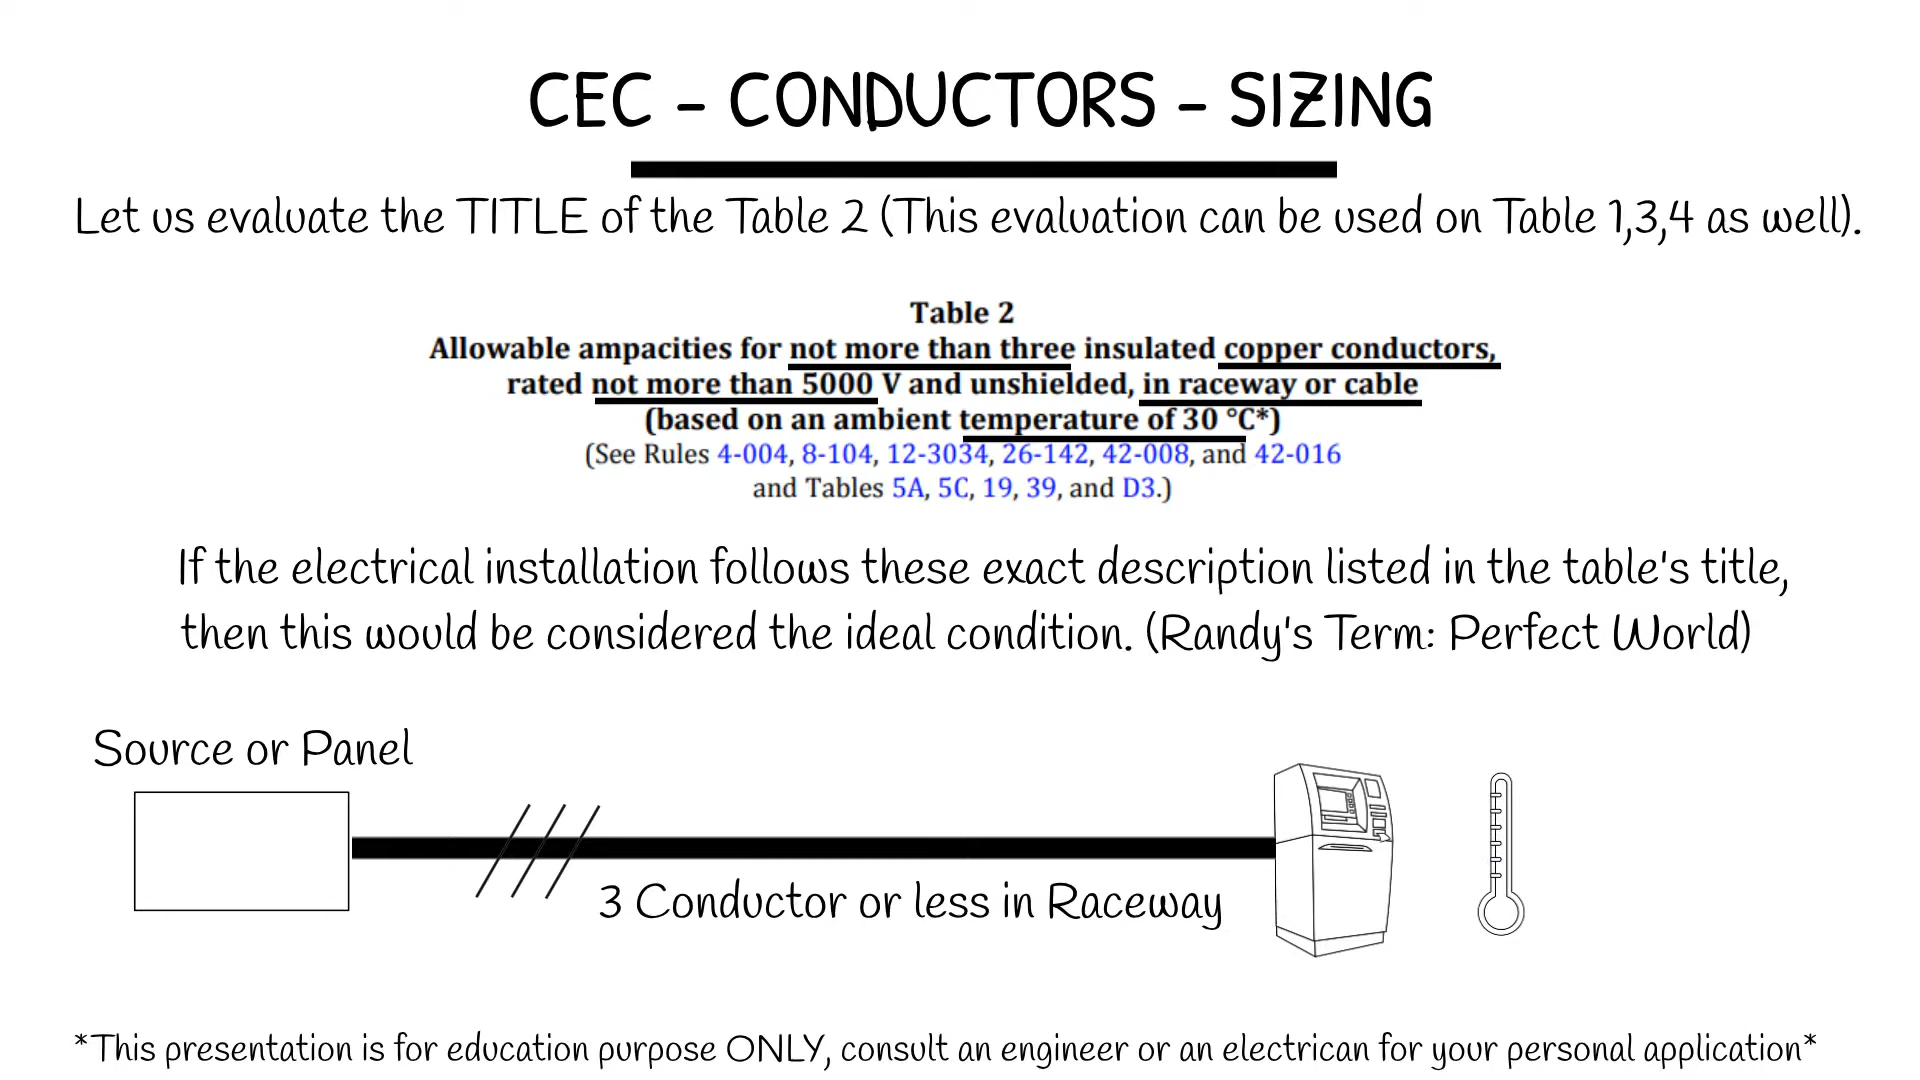 CEC - CONDUCTORS - SIZING
Let us evaluate the TITLE of the Table 2 (This evaluation can be used on Table 1,3,4 as well).
Table 2
Allowable ampacities for not more than three insulated copper conductors,
rated not more than 5000 V and unshielded, in raceway or cable
(based on an ambient temperature of 30 °C*)
(See Rules 4-004, 8-104, 12-3034, 26-142, 42-008, and 42-016
and Tables 5A, 5C, 19, 39, and D3.)
If the electrical installation follows these exact description listed in the table's title,
then this would be considered the ideal condition. (Randy's Term: Perfect World)
Source or Panel
3 Conductor or less in Raceway
*This presentation is for education purpose ONLY, consult an engineer or an electrican for your personal application*